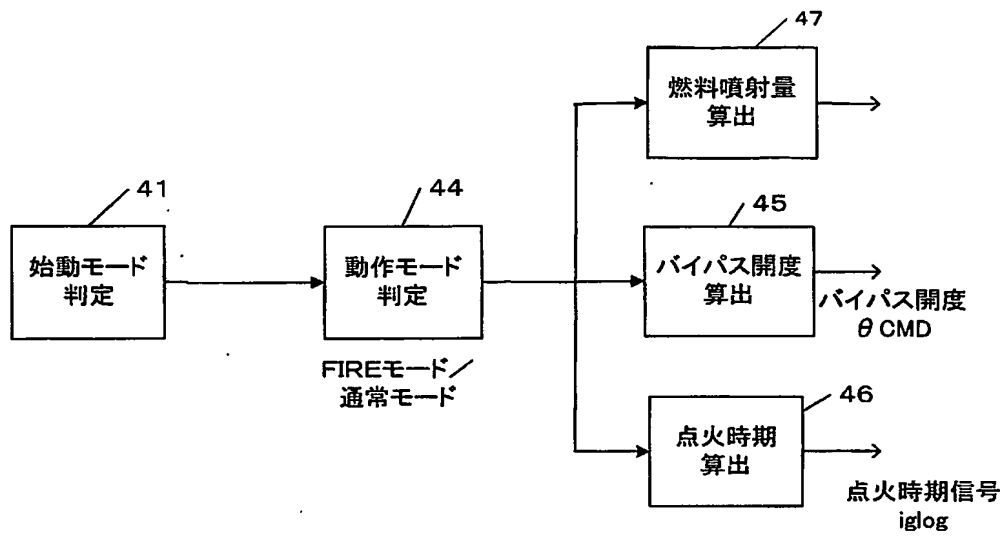 47
燃料噴射量
算出
41
始動モード
判定
44
動作モード
判定
FIREモード/
通常モード
45
バイパス開度
算出
バイパス開度
θ CMD
46
点火時期
算出
点火時期信号
iglog